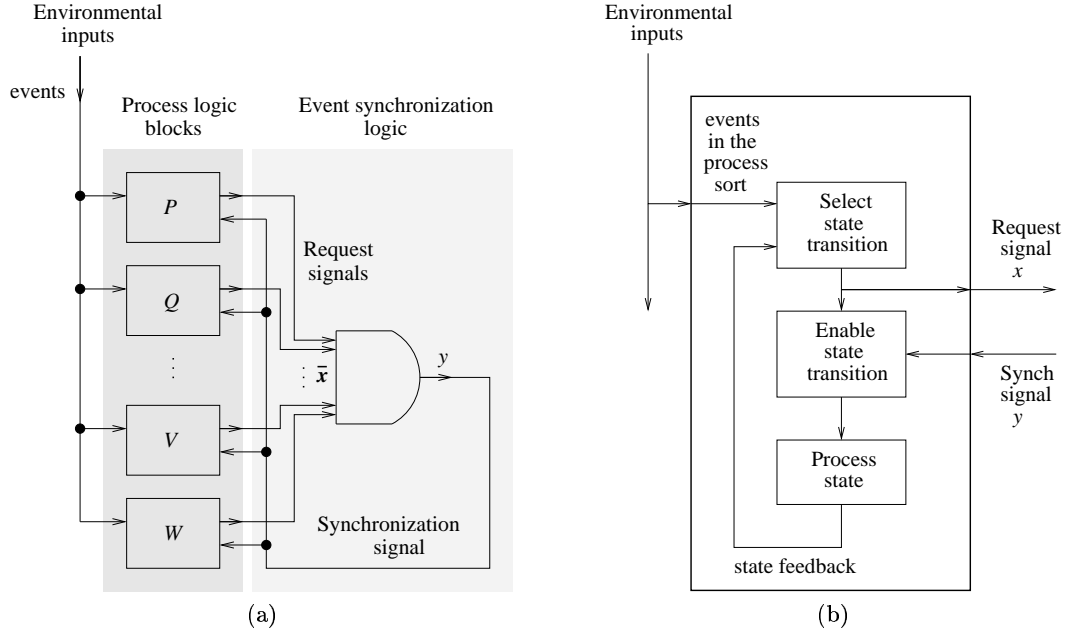 Environmental
inputs
events
Process logic
blocks
Event synchronization
logic
P
Request
signals
Q
y
x̄
V
W
Synchronization
signal
(a)
Environmental
inputs
events
in the
process
sort
Select
state
transition
Request
signal
x
Enable
state
transition
Synch
signal
y
Process
state
state feedback
(b)